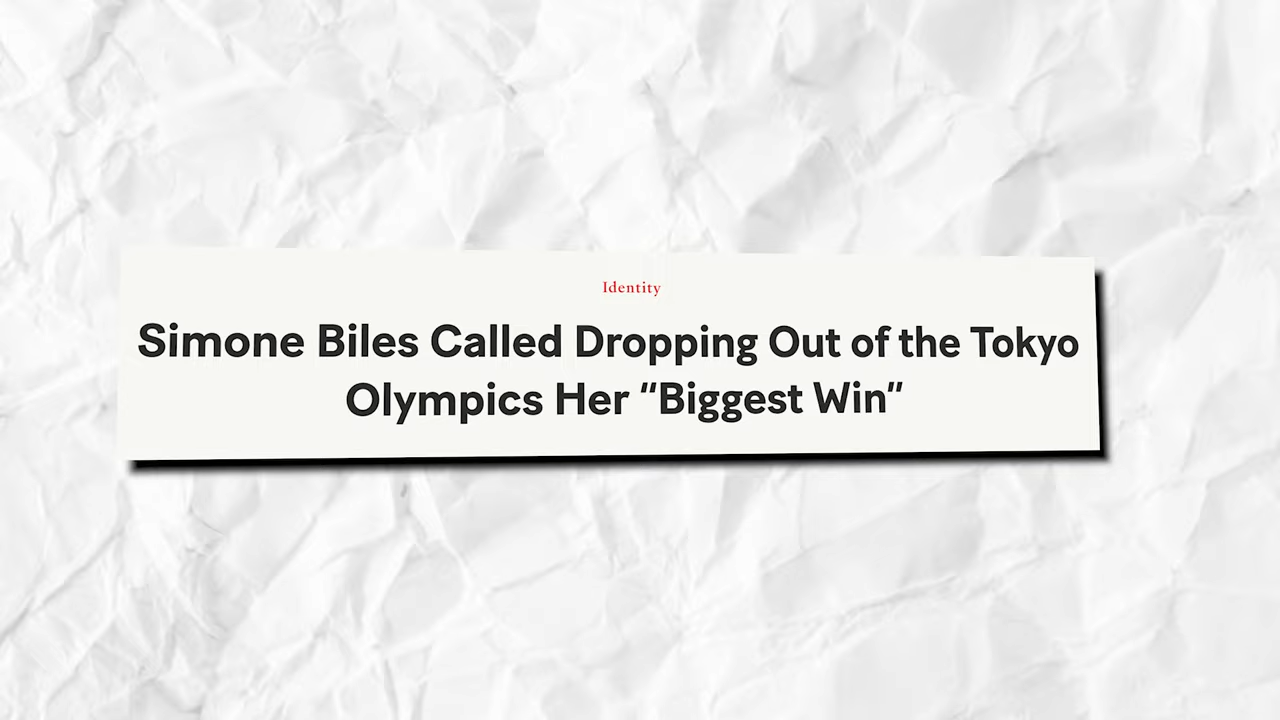 Identity
Simone Biles Called Dropping Out of the Tokyo
Olympics Her “Biggest Win”